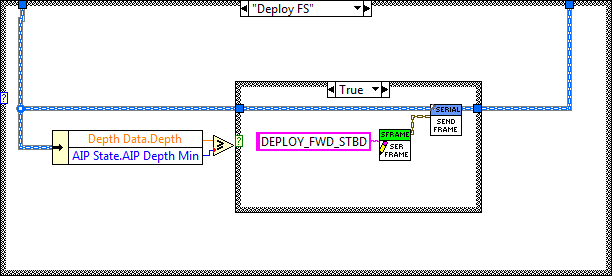 "Deploy FS"
True
SERIAL
SEND
FRAME
Depth Data.Depth
AIP State.AIP Depth Min
≥
?
?
DEPLOY_FWD_STBD
SFRAME
SER
FRAME